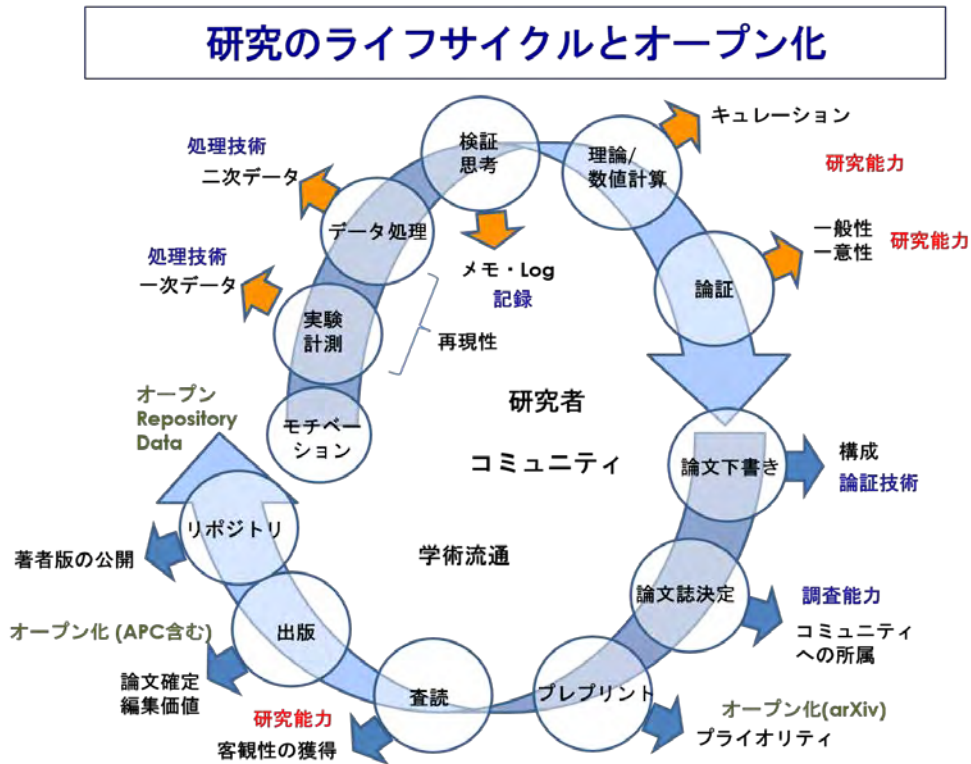 研究のライフサイクルとオープン化
キュレーション
検証
思考
理論/
数値計算
処理技術
二次データ
研究能力
データ処理
一般性
一意性
研究能力
処理技術
一次データ
メモ・Log
記録
論証
実験
計測
再現性
オープン
Repository
Data
モチベー
ション
研究者
コミュニティ
論文下書き
構成
論証技術
リポジトリ
著者版の公開
学術流通
論文誌決定
調査能力
コミュニティ
への所属
オープン化 (APC含む)
出版
論文確定
編集価値
査読
プレプリント
研究能力
客観性の獲得
オープン化(arXiv)
プライオリティ